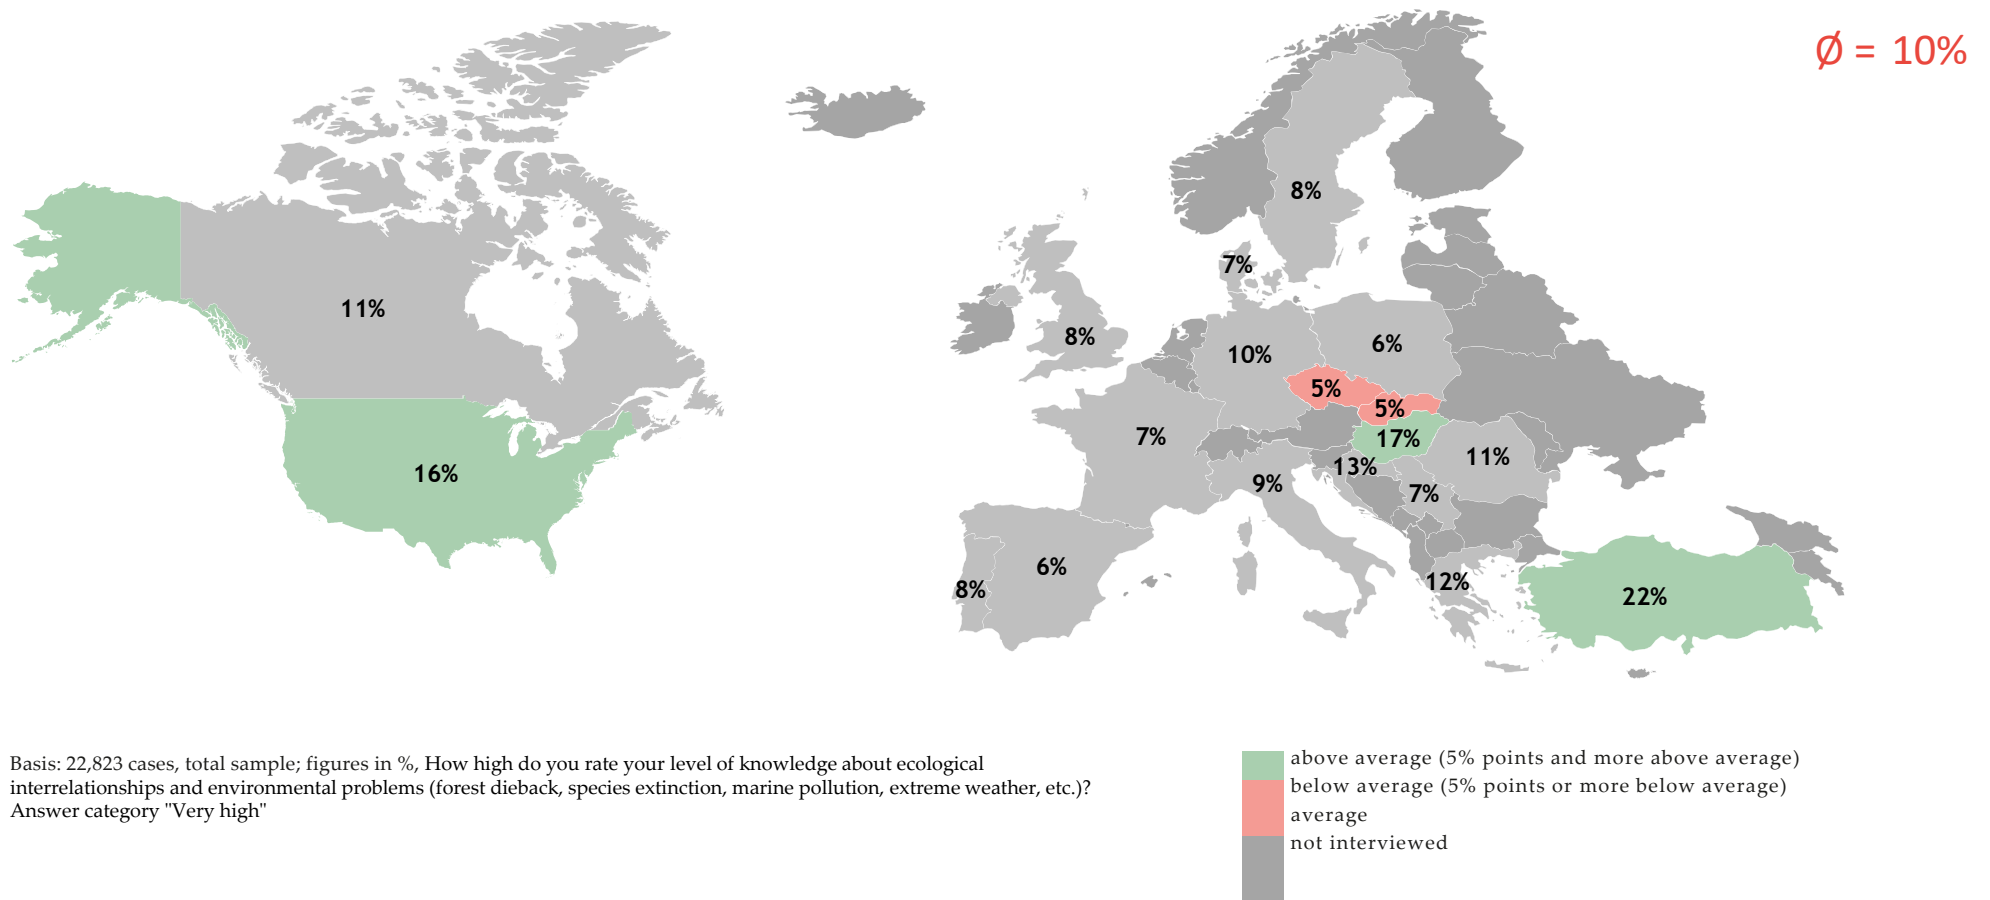 Ø = 10%
8%
7%
11%
8%
10%
6%
5%
5%
7%
17%
13%
11%
9%
7%
16%
6%
8%
12%
22%
Basis: 22,823 cases, total sample; figures in %, How high do you rate your level of knowledge about ecological
interrelationships and environmental problems (forest dieback, species extinction, marine pollution, extreme weather, etc.)?
Answer category "Very high"
above average (5% points and more above average)
below average (5% points or more below average)
average
not interviewed